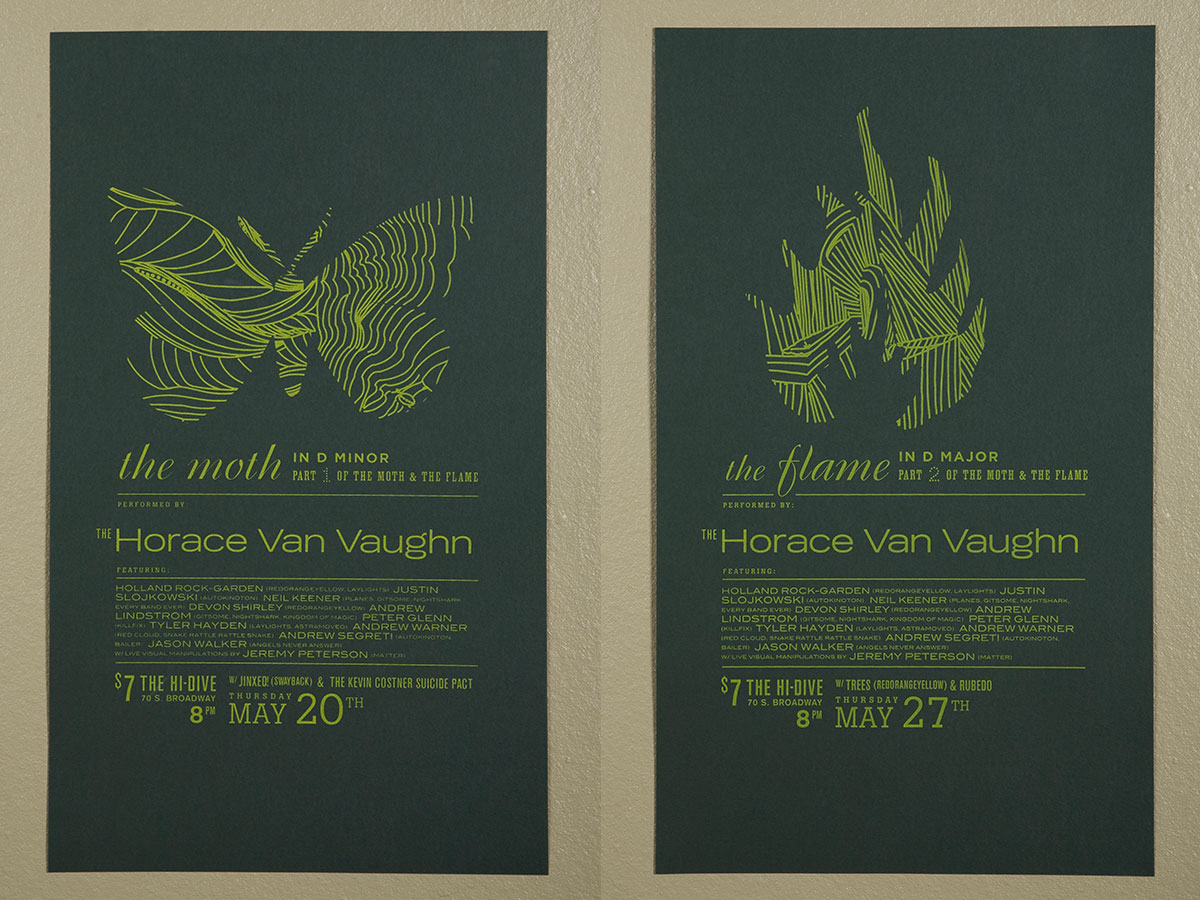 the moth IN D MINOR
PART 1 OF THE MOTH & THE FLAME
PERFORMED BY:
THE Horace Van Vaughn
FEATURING:
HOLLAND ROCK-GARDEN (REDORANGEYELLOW, LAYLIGHTS) JUSTIN
SLOJKOWSKI (AUTOKINOTON) NEIL KEENER (PLANES, GITSOME, NIGHTSHARK,
EVERY BAND EVER) DEVON SHIRLEY (REDORANGEYELLOW) ANDREW
LINDSTROM (GITSOME, NIGHTSHARK, KINGDOM OF MAGIC) PETER GLENN
(KILLFIX) TYLER HAYDEN (LAYLIGHTS, ASTRAMOVEO) ANDREW WARNER
(RED CLOUD, SNAKE RATTLE RATTLE SNAKE) ANDREW SEGRETI (AUTOKINOTON,
BAILER) JASON WALKER (ANGELS NEVER ANSWER)
W/ LIVE VISUAL MANIPULATIONS BY JEREMY PETERSON (MATTER)
$7 THE HI-DIVE
70 S. BROADWAY
8PM
W/ JINXED! (SWAYBACK) & THE KEVIN COSTNER SUICIDE PACT
THURSDAY
MAY 20TH
the flame IN D MAJOR
PART 2 OF THE MOTH & THE FLAME
PERFORMED BY:
THE Horace Van Vaughn
FEATURING:
HOLLAND ROCK-GARDEN (REDORANGEYELLOW, LAYLIGHTS) JUSTIN
SLOJKOWSKI (AUTOKINOTON) NEIL KEENER (PLANES, GITSOME, NIGHTSHARK,
EVERY BAND EVER) DEVON SHIRLEY (REDORANGEYELLOW) ANDREW
LINDSTROM (GITSOME, NIGHTSHARK, KINGDOM OF MAGIC) PETER GLENN
(KILLFIX) TYLER HAYDEN (LAYLIGHTS, ASTRAMOVEO) ANDREW WARNER
(RED CLOUD, SNAKE RATTLE RATTLE SNAKE) ANDREW SEGRETI (AUTOKINOTON,
BAILER) JASON WALKER (ANGELS NEVER ANSWER)
W/ LIVE VISUAL MANIPULATIONS BY JEREMY PETERSON (MATTER)
$7 THE HI-DIVE
70 S. BROADWAY
8PM
W/ TREES (REDORANGEYELLOW) & RUBEDO
THURSDAY
MAY 27TH